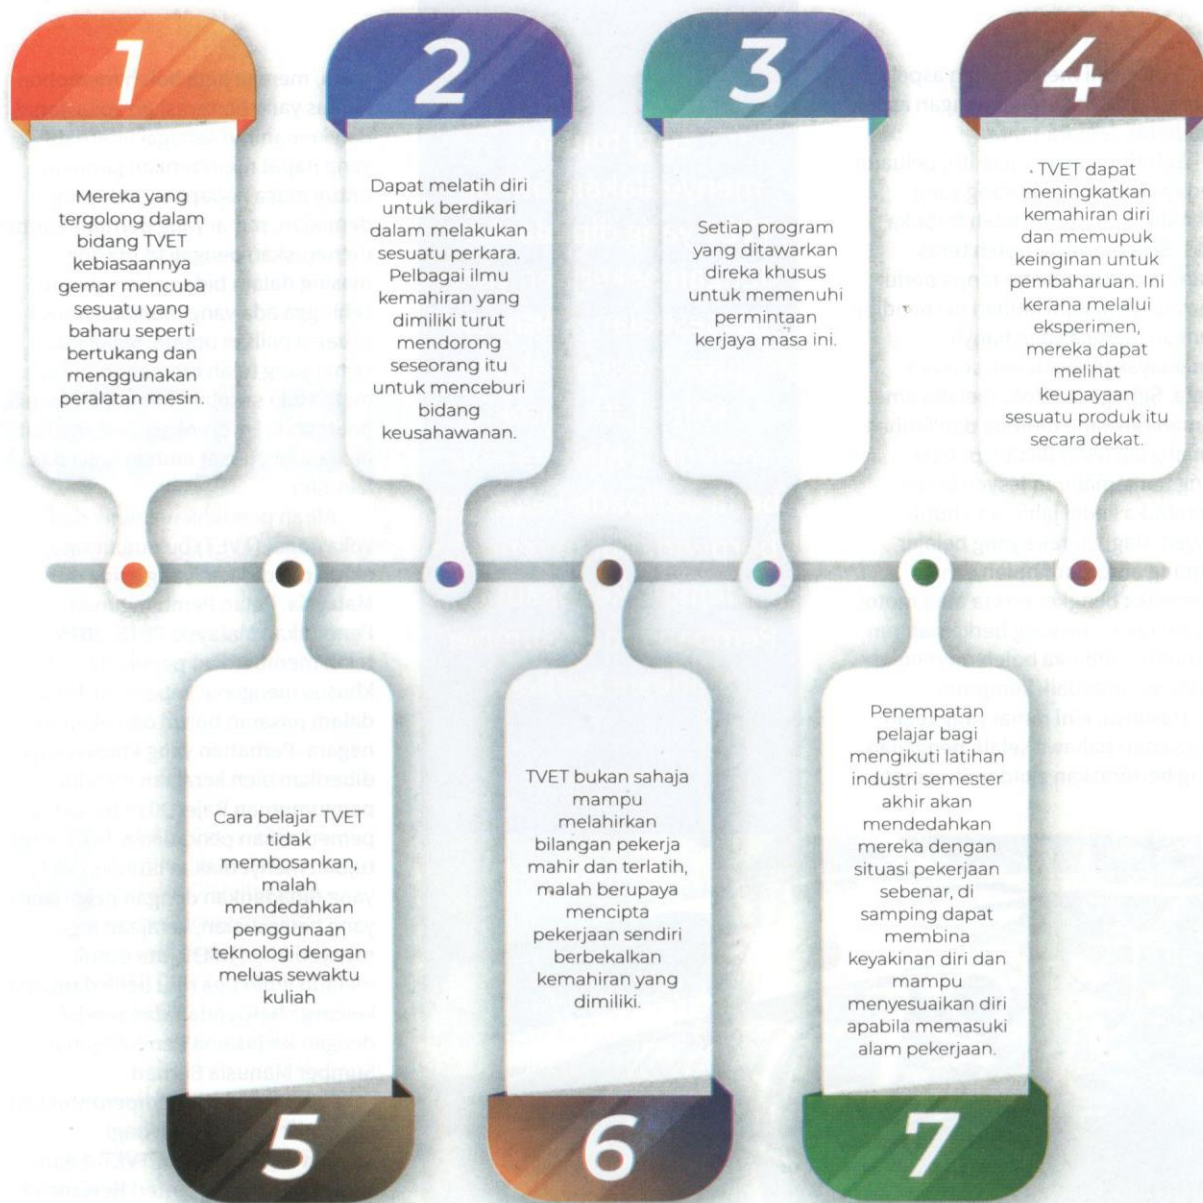 1
Mereka yang
tergolong dalam
bidang TVET
kebiasaannya
gemar mencuba
sesuatu yang
baharu seperti
bertukang dan
menggunakan
peralatan mesin.
2
Dapat melatih diri
untuk berdikari
dalam melakukan
sesuatu perkara.
Pelbagai ilmu
kemahiran yang
dimiliki turut
mendorong
seseorang itu
untuk menceburi
bidang
keusahawanan.
3
Setiap program
yang ditawarkan
direka khusus
untuk memenuhi
permintaan
kerjaya masa ini.
4
TVET dapat
meningkatkan
kemahiran diri
dan memupuk
keinginan untuk
pembaharuan. Ini
kerana melalui
eksperimen,
mereka dapat
melihat
keupayaan
sesuatu produk itu
secara dekat.
Cara belajar TVET
tidak
membosankan,
malah
mendedahkan
penggunaan
teknologi dengan
meluas sewaktu
kuliah
5
TVET bukan sahaja
mampu
melahirkan
bilangan pekerja
mahir dan terlatih,
malah berupaya
mencipta
pekerjaan sendiri
berbekalkan
kemahiran yang
dimiliki.
6
Penempatan
pelajar bagi
mengikuti latihan
industri semester
akhir akan
mendedahkan
mereka dengan
situasi pekerjaan
sebenar, di
samping dapat
membina
keyakinan diri dan
mampu
menyesuaikan diri
apabila memasuki
alam pekerjaan.
7